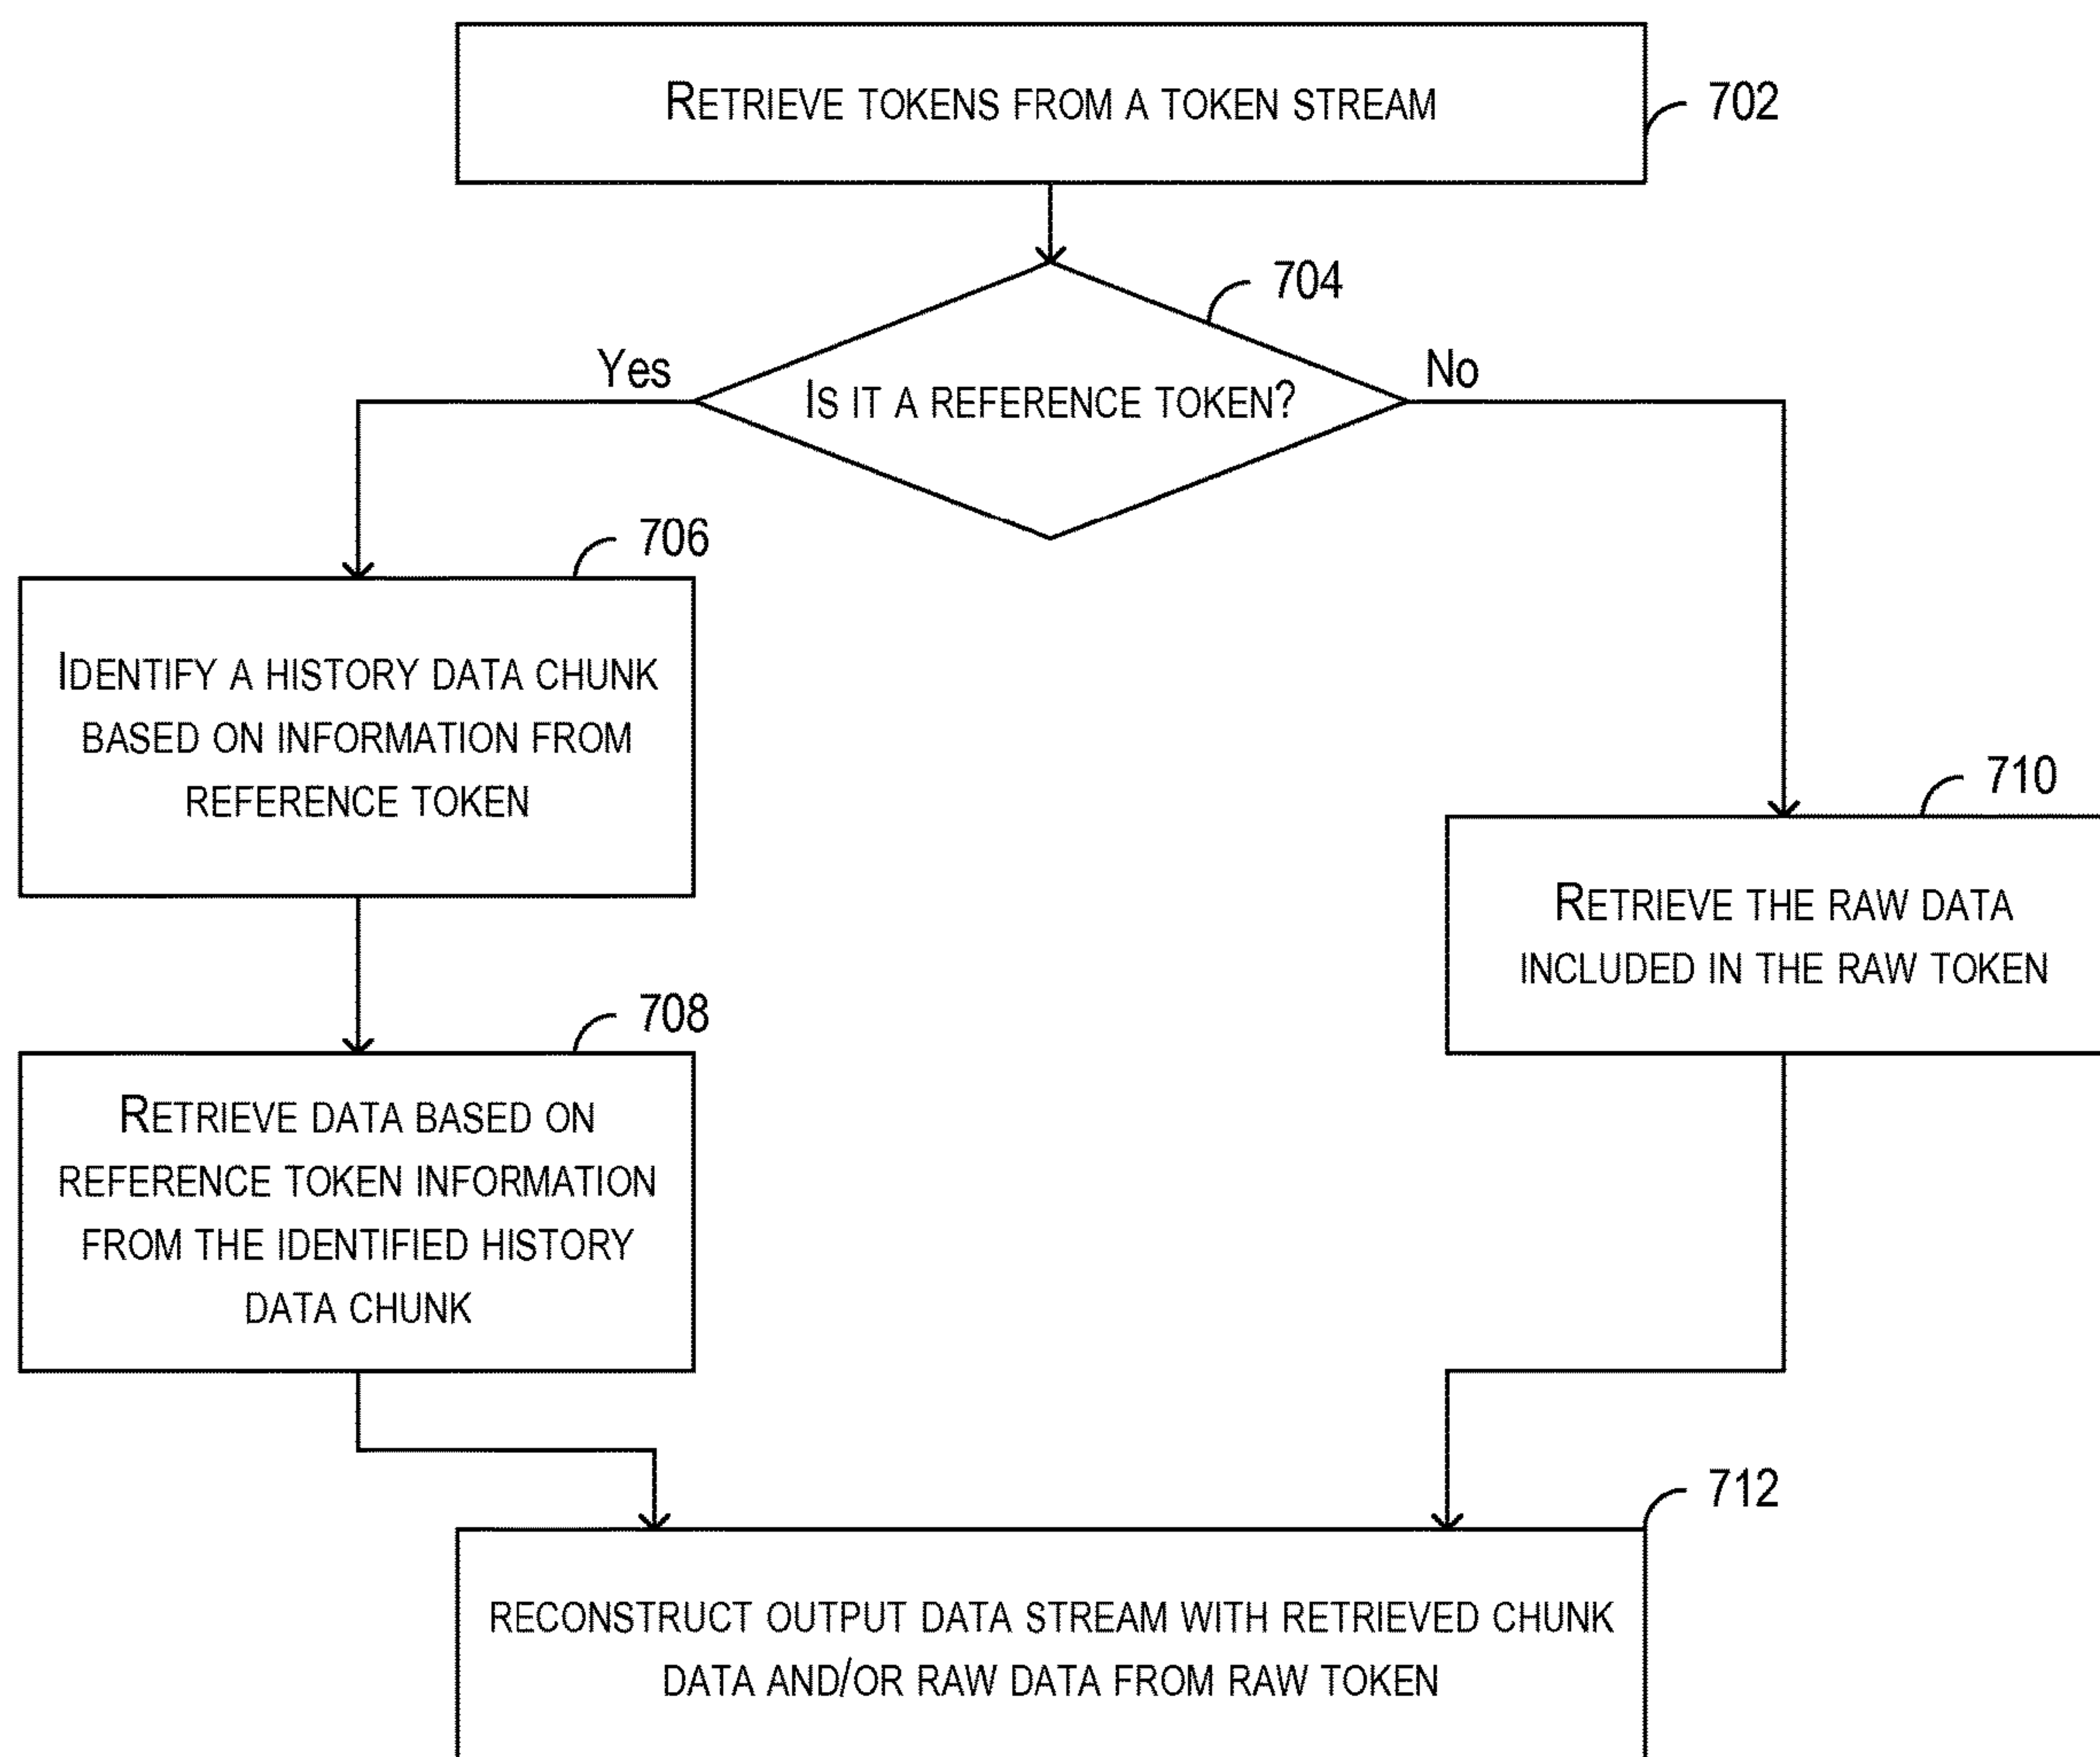 RETRIEVE TOKENS FROM A TOKEN STREAM
702
704
Yes
No
IS IT A REFERENCE TOKEN?
706
IDENTIFY A HISTORY DATA CHUNK
BASED ON INFORMATION FROM
REFERENCE TOKEN
710
RETRIEVE THE RAW DATA
INCLUDED IN THE RAW TOKEN
708
RETRIEVE DATA BASED ON
REFERENCE TOKEN INFORMATION
FROM THE IDENTIFIED HISTORY
DATA CHUNK
712
RECONSTRUCT OUTPUT DATA STREAM WITH RETRIEVED CHUNK
DATA AND/OR RAW DATA FROM RAW TOKEN